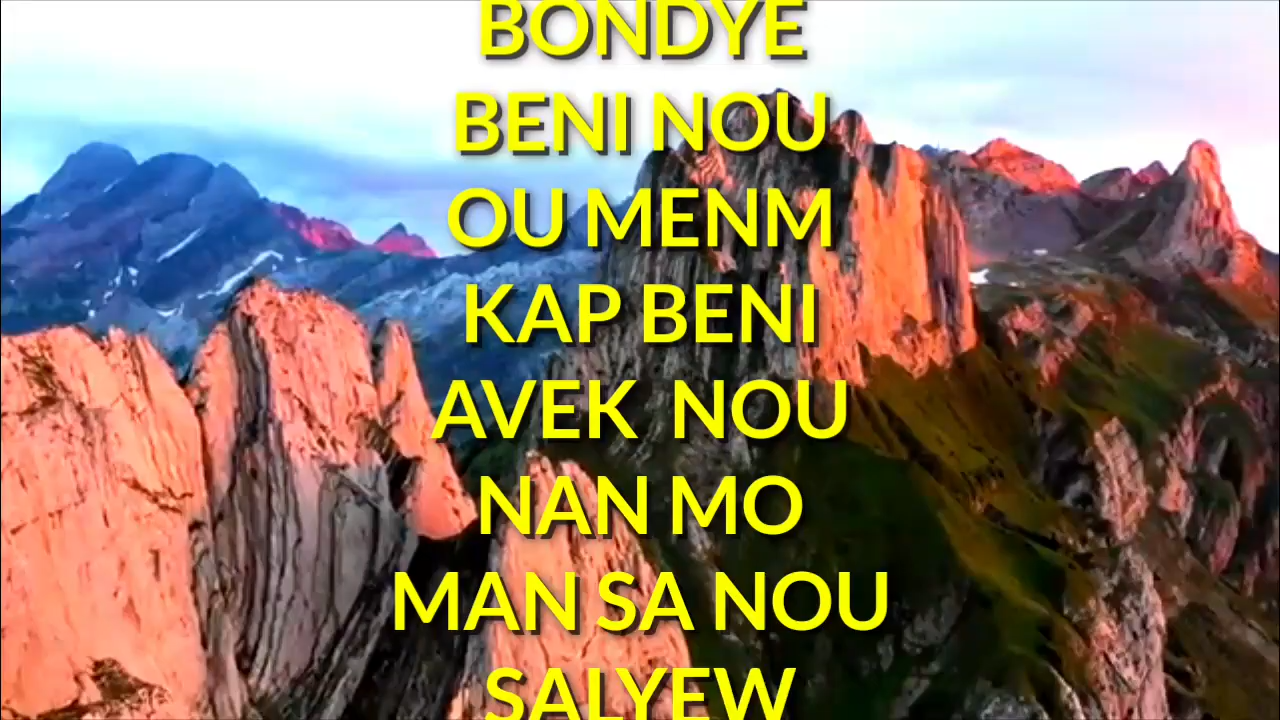 BONDYE
BENI NOU
OU MENM
KAP BENI
AVEK NOU
NAN MO
MAN SA NOU
SALYEW